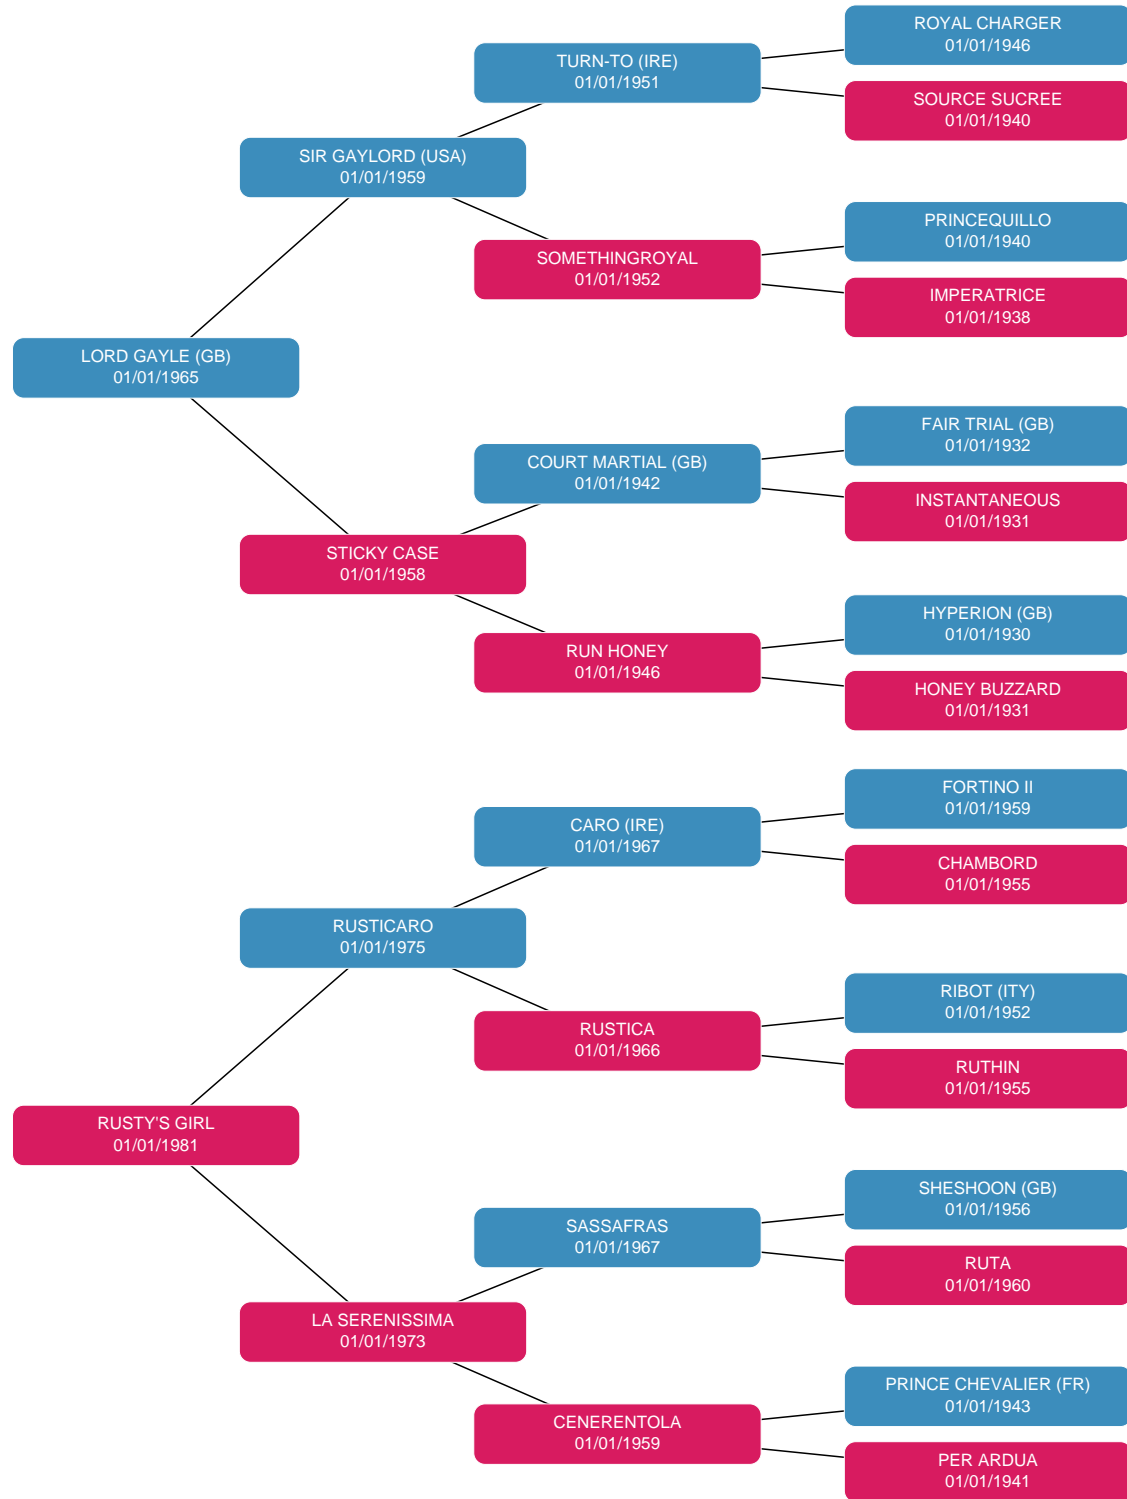 ROYAL CHARGER
01/01/1946
TURN-TO (IRE)
01/01/1951
SOURCE SUCREE
01/01/1940
SIR GAYLORD (USA)
01/01/1959
PRINCEQUILLO
01/01/1940
SOMETHINGROYAL
01/01/1952
IMPERATRICE
01/01/1938
LORD GAYLE (GB)
01/01/1965
FAIR TRIAL (GB)
01/01/1932
COURT MARTIAL (GB)
01/01/1942
INSTANTANEOUS
01/01/1931
STICKY CASE
01/01/1958
HYPERION (GB)
01/01/1930
RUN HONEY
01/01/1946
HONEY BUZZARD
01/01/1931
FORTINO II
01/01/1959
CARO (IRE)
01/01/1967
CHAMBORD
01/01/1955
RUSTICARO
01/01/1975
RIBOT (ITY)
01/01/1952
RUSTICA
01/01/1966
RUTHIN
01/01/1955
RUSTY'S GIRL
01/01/1981
SHESHOON (GB)
01/01/1956
SASSAFRAS
01/01/1967
RUTA
01/01/1960
LA SERENISSIMA
01/01/1973
PRINCE CHEVALIER (FR)
01/01/1943
CENERENTOLA
01/01/1959
PER ARDUA
01/01/1941